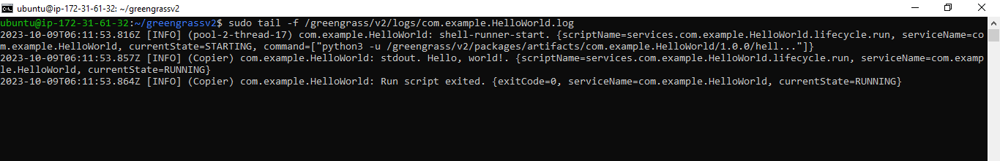 ubuntu@ip-172-31-61-32: ~/greengrassv2
ubuntu@ip-172-31-61-32:~/greengrassv2$ sudo tail -f /greengrass/v2/logs/com.example.HelloWorld.log
2023-10-09T06:11:53.816Z [INFO] (pool-2-thread-17) com.example.HelloWorld: shell-runner-start. {scriptName=services.com.example.HelloWorld.lifecycle.run, serviceName=co
m.example.HelloWorld, currentState=STARTING, command=["python3 -u /greengrass/v2/packages/artifacts/com.example.HelloWorld/1.0.0/hell..."]}
2023-10-09T06:11:53.857Z [INFO] (Copier) com.example.HelloWorld: stdout. Hello, world!. {scriptName=services.com.example.HelloWorld.lifecycle.run, serviceName=com.examp
le.HelloWorld, currentState=RUNNING}
2023-10-09T06:11:53.864Z [INFO] (Copier) com.example.HelloWorld: Run script exited. {exitCode=0, serviceName=com.example.HelloWorld, currentState=RUNNING}